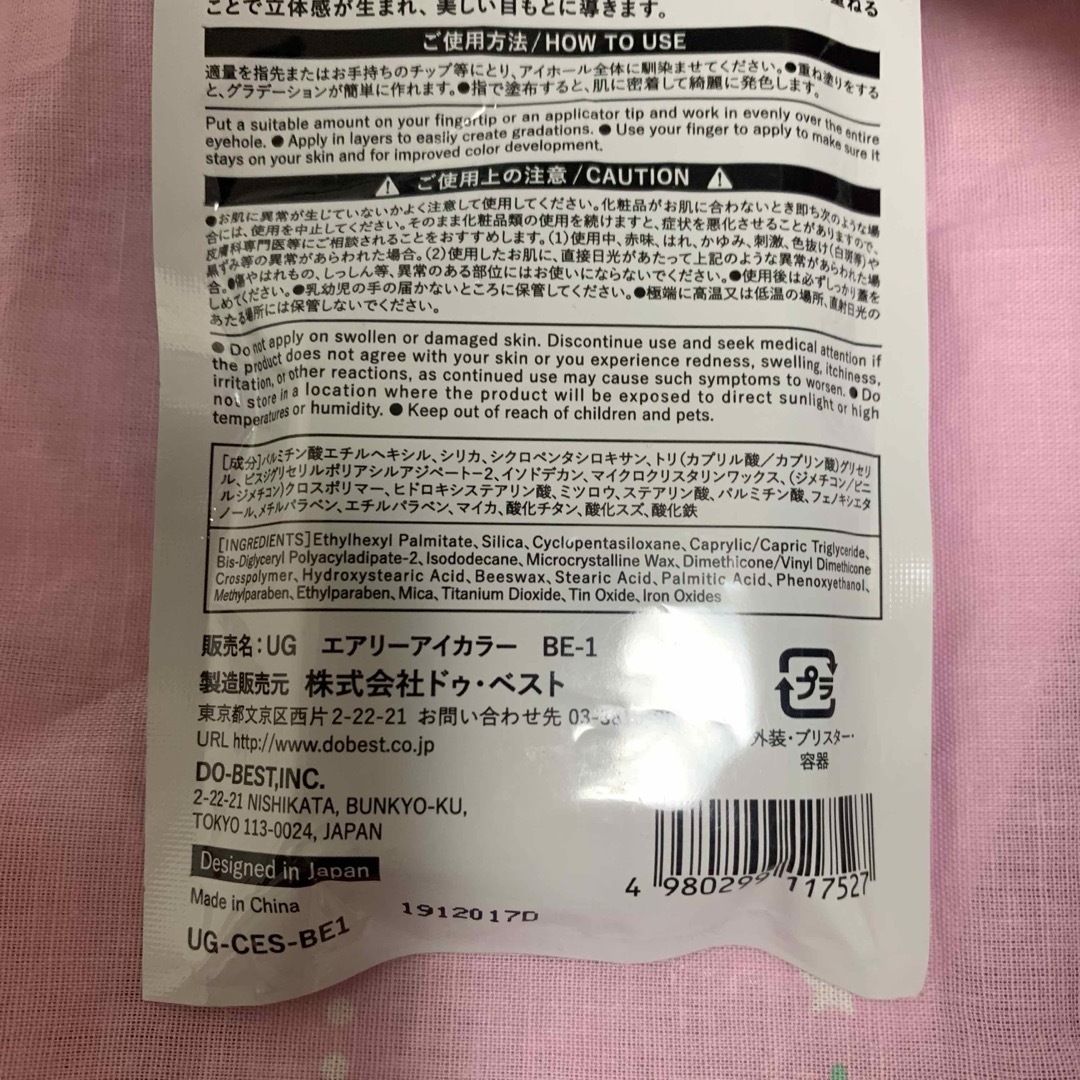 ことで立体感が生まれ、美しい目もとに導きます。
重ねる
ご使用方法/HOW TO USE
適量を指先またはお手持ちのチップ等にとり、アイホール全体に馴染ませてください。●重ね塗りをする
と、グラデーションが簡単に作れます。●指で塗布すると、肌に密着して綺麗に発色します。
Put a suitable amount on your fingertip or an applicator tip and work in evenly over the entire
eyehole. ● Apply in layers to easily create gradations. ● Use your finger to apply to make sure it
stays on your skin and for improved color development.
⚠ ご使用上の注意/CAUTION ⚠
●お肌に異常が生じていないかよく注意して使用してください。化粧品がお肌に合わないとき即ち次のような場
合には、使用を中止してください。そのまま化粧品類の使用を続けますと、症状を悪化させることがありますので、
皮膚科専門医等にご相談されることをおすすめします。(1)使用中、赤味、はれ、かゆみ、刺激、色抜け(白斑等)や
黒ずみ等の異常があらわれた場合。(2)使用したお肌に、直接日光があたって上記のような異常があらわれた場
合。●傷やはれもの、しっしん等、異常のある部位にはお使いにならないでください。●使用後は必ずしっかり蓋を
しめてください。●乳幼児の手の届かないところに保管してください。●極端に高温又は低温の場所、直射日光の
あたる場所には保管しないでください。
● Do not apply on swollen or damaged skin. Discontinue use and seek medical attention if
the product does not agree with your skin or you experience redness, swelling, itchiness,
irritation, or other reactions, as continued use may cause such symptoms to worsen. ● Do
not store in a location where the product will be exposed to direct sunlight or high
temperatures or humidity. ● Keep out of reach of children and pets.
[成分]パルミチン酸エチルヘキシル、シリカ、シクロペンタシロキサン、トリ(カプリル酸/カプリン酸)グリセリ
ル、ビスジグリセリルポリアシルアジペート-2、イソドデカン、マイクロクリスタリンワックス、(ジメチコン/ビニ
ルジメチコン)クロスポリマー、ヒドロキシステアリン酸、ミツロウ、ステアリン酸、パルミチン酸、フェノキシエタ
ノール、メチルパラベン、エチルパラベン、マイカ、酸化チタン、酸化スズ、酸化鉄
[INGREDIENTS]Ethylhexyl Palmitate、Silica、Cyclopentasiloxane、Caprylic/Capric Triglyceride、
Bis-Diglyceryl Polyacyladipate-2、Isododecane、Microcrystalline Wax、Dimethicone/Vinyl Dimethicone
Crosspolymer、Hydroxystearic Acid、Beeswax、Stearic Acid、Palmitic Acid、Phenoxyethanol、
Methylparaben、Ethylparaben、Mica、Titanium Dioxide、Tin Oxide、Iron Oxides
販売名:UG エアリーアイカラー BE-1
製造販売元 株式会社ドゥ・ベスト
東京都文京区西片2-22-21 お問い合わせ先 03-
URL http://www.dobest.co.jp
DO-BEST,INC.
2-22-21 NISHIKATA, BUNKYO-KU,
TOKYO 113-0024, JAPAN
Designed in Japan
Made in China
UG-CES-BE1
1912017D
プラ
外装・ブリスター・
容器
4 980299 117527